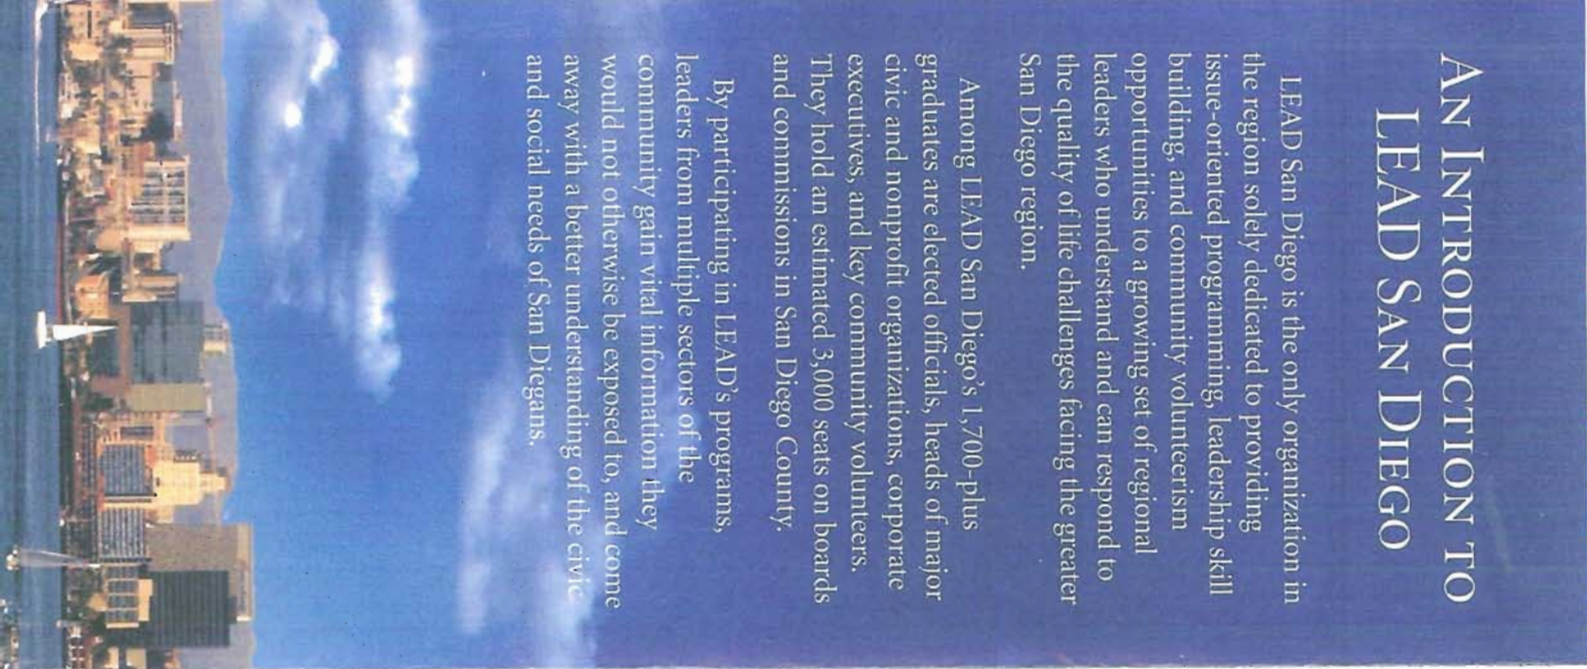 AN INTRODUCTION TO
LEAD SAN DIEGO
LEAD San Diego is the only organization in
the region solely dedicated to providing
issue-oriented programming, leadership skill
building, and community volunteerism
opportunities to a growing set of regional
leaders who understand and can respond to
the quality of life challenges facing the greater
San Diego region.
Among LEAD San Diego's 1,700-plus
graduates are elected officials, heads of major
civic and nonprofit organizations, corporate
executives, and key community volunteers.
They hold an estimated 3,000 seats on boards
and commissions in San Diego County.
By participating in LEAD's programs,
leaders from multiple sectors of the
community gain vital information they
would not otherwise be exposed to, and come
away with a better understanding of the civic
and social needs of San Diegans.